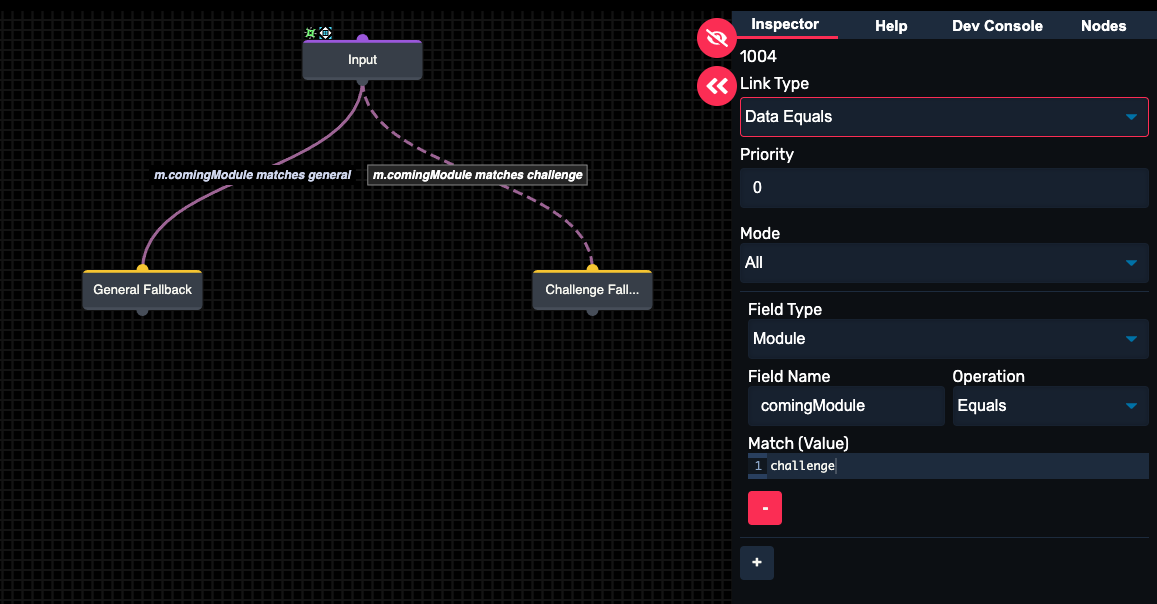 Inspector Help Dev Console Nodes
1004
Link Type
Data Equals
Priority
0
Mode
All
Field Type
Module
Field Name Operation
comingModule Equals
Match (Value)
1 challenge
-
+
Input
m.comingModule matches general m.comingModule matches challenge
General Fallback Challenge Fall...